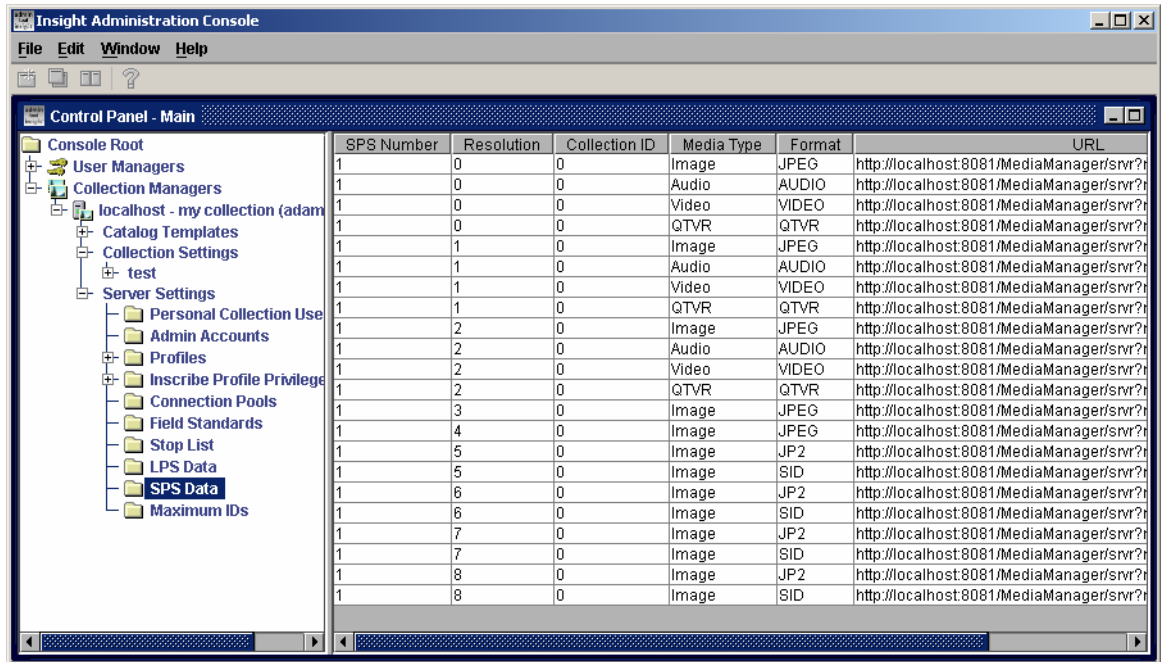 Insight Administration Console
File Edit Window Help
Control Panel - Main
Console Root
User Managers
Collection Managers
localhost - my collection (adam
Catalog Templates
Collection Settings
test
Server Settings
Personal Collection Use
Admin Accounts
Profiles
Inscribe Profile Privilege
Connection Pools
Field Standards
Stop List
LPS Data
SPS Data
Maximum IDs
SPS Number Resolution Collection ID Media Type Format URL
1 0 0 Image JPEG http://localhost:8081/MediaManager/srvr?r
1 0 0 Audio AUDIO http://localhost:8081/MediaManager/srvr?r
1 0 0 Video VIDEO http://localhost:8081/MediaManager/srvr?r
1 0 0 QTVR QTVR http://localhost:8081/MediaManager/srvr?r
1 1 0 Image JPEG http://localhost:8081/MediaManager/srvr?r
1 1 0 Audio AUDIO http://localhost:8081/MediaManager/srvr?r
1 1 0 Video VIDEO http://localhost:8081/MediaManager/srvr?r
1 1 0 QTVR QTVR http://localhost:8081/MediaManager/srvr?r
1 2 0 Image JPEG http://localhost:8081/MediaManager/srvr?r
1 2 0 Audio AUDIO http://localhost:8081/MediaManager/srvr?r
1 2 0 Video VIDEO http://localhost:8081/MediaManager/srvr?r
1 2 0 QTVR QTVR http://localhost:8081/MediaManager/srvr?r
1 3 0 Image JPEG http://localhost:8081/MediaManager/srvr?r
1 4 0 Image JPEG http://localhost:8081/MediaManager/srvr?r
1 5 0 Image JP2 http://localhost:8081/MediaManager/srvr?r
1 5 0 Image SID http://localhost:8081/MediaManager/srvr?r
1 6 0 Image JP2 http://localhost:8081/MediaManager/srvr?r
1 6 0 Image SID http://localhost:8081/MediaManager/srvr?r
1 7 0 Image JP2 http://localhost:8081/MediaManager/srvr?r
1 7 0 Image SID http://localhost:8081/MediaManager/srvr?r
1 8 0 Image JP2 http://localhost:8081/MediaManager/srvr?r
1 8 0 Image SID http://localhost:8081/MediaManager/srvr?r